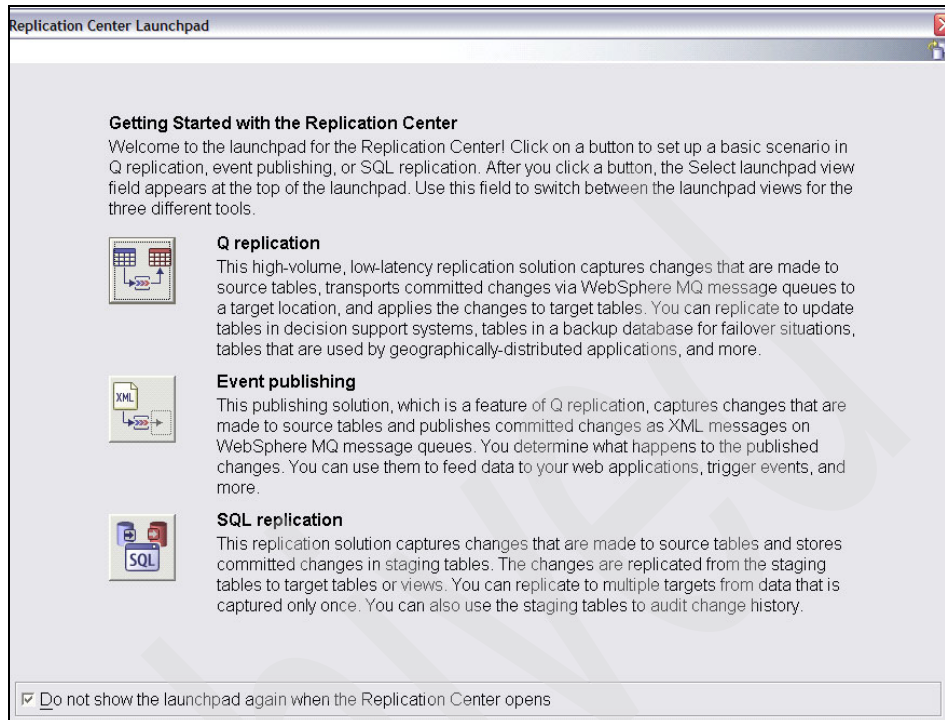 Replication Center Launchpad
Getting Started with the Replication Center
Welcome to the launchpad for the Replication Center! Click on a button to set up a basic scenario in
Q replication, event publishing, or SQL replication. After you click a button, the Select launchpad view
field appears at the top of the launchpad. Use this field to switch between the launchpad views for the
three different tools.
Q replication
This high-volume, low-latency replication solution captures changes that are made to
source tables, transports committed changes via WebSphere MQ message queues to
a target location, and applies the changes to target tables. You can replicate to update
tables in decision support systems, tables in a backup database for failover situations,
tables that are used by geographically-distributed applications, and more.
XML
Event publishing
This publishing solution, which is a feature of Q replication, captures changes that are
made to source tables and publishes committed changes as XML messages on
WebSphere MQ message queues. You determine what happens to the published
changes. You can use them to feed data to your web applications, trigger events, and
more.
SQL
SQL replication
This replication solution captures changes that are made to source tables and stores
committed changes in staging tables. The changes are replicated from the staging
tables to target tables or views. You can replicate to multiple targets from data that is
captured only once. You can also use the staging tables to audit change history.
Do not show the launchpad again when the Replication Center opens